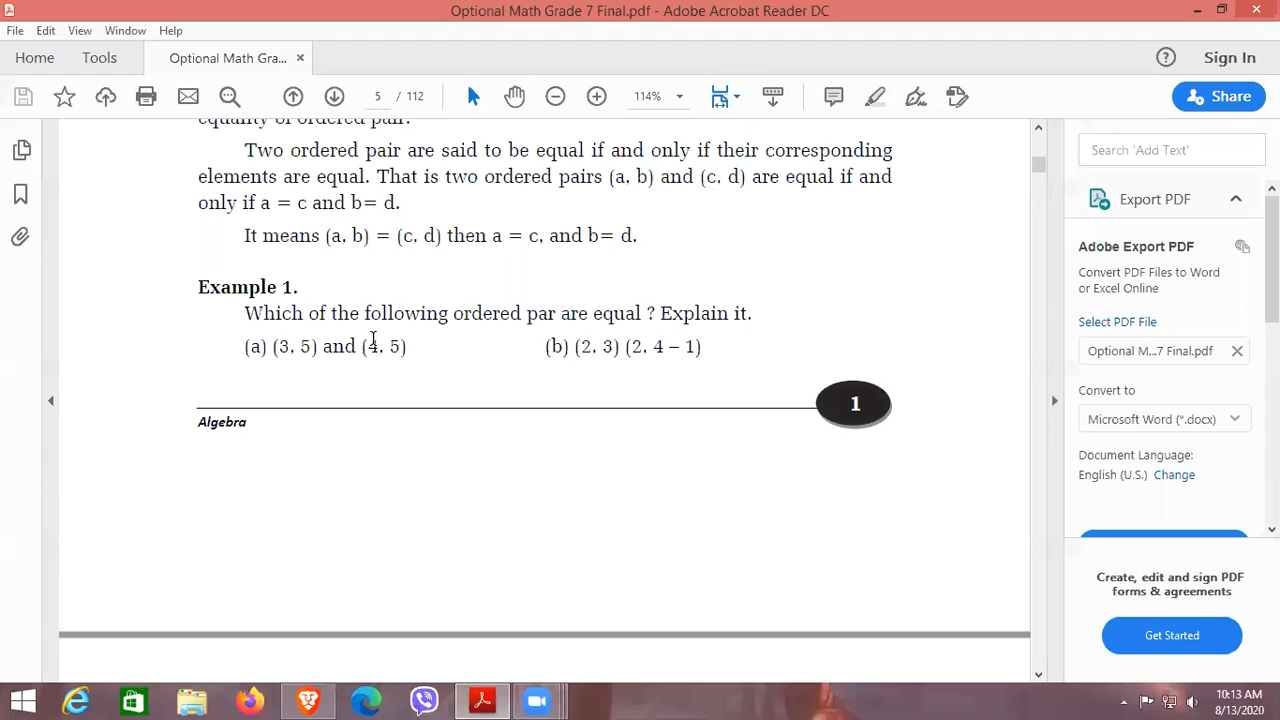 Optional Math Grade 7 Final.pdf - Adobe Acrobat Reader DC
File Edit View Window Help
Home Tools Optional Math Gra... × ? Sign In
5 / 112 114% Share
equality of ordered pair.
Two ordered pair are said to be equal if and only if their corresponding
elements are equal. That is two ordered pairs (a, b) and (c, d) are equal if and
only if a = c and b= d.
It means (a, b) = (c, d) then a = c, and b= d.
Example 1.
Which of the following ordered par are equal ? Explain it.
(a) (3, 5) and (4, 5) (b) (2, 3) (2, 4 – 1)
1
Algebra
Search 'Add Text'
Export PDF
Adobe Export PDF
Convert PDF Files to Word
or Excel Online
Select PDF File
Optional M...7 Final.pdf ×
Convert to
Microsoft Word (*.docx)
Document Language:
English (U.S.) Change
Create, edit and sign PDF
forms & agreements
Get Started
10:13 AM
8/13/2020